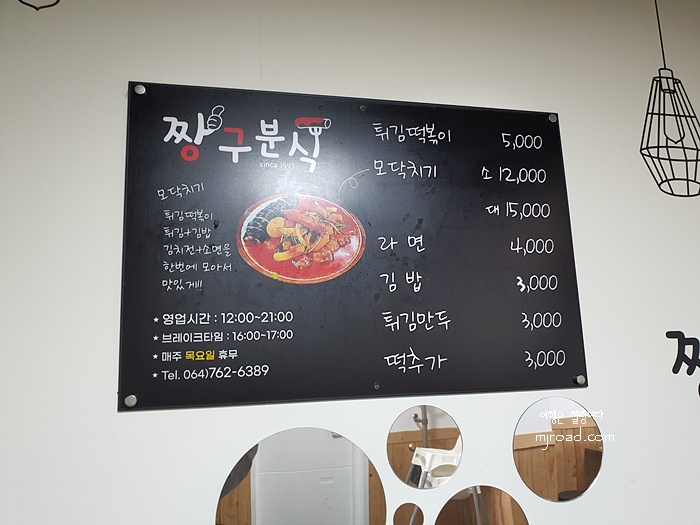 짱구분식
since 1997
모닥치기
튀김떡볶이
튀김+김밥
김치전+소면을
한번에 모아서
맛있게!!
★ 영업시간 : 12:00~21:00
★ 브레이크타임 : 16:00~17:00
★ 매주 목요일 휴무
★ Tel. 064)762-6389
튀김떡볶이 5,000
모닥치기 소 12,000
대 15,000
라면 4,000
김밥 3,000
튀김만두 3,000
떡추가 3,000
mjroad.com